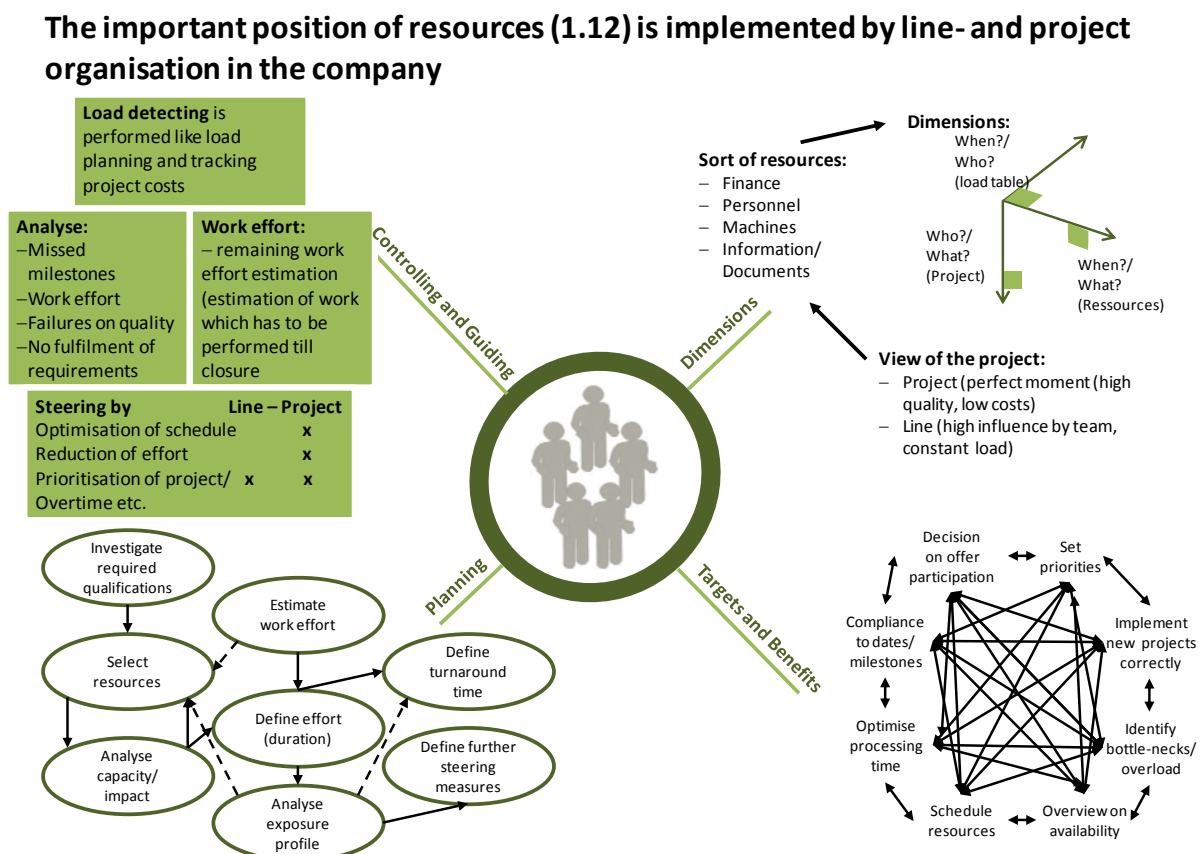 The important position of resources (1.12) is implemented by line- and project
organisation in the company
Load detecting is
performed like load
planning and tracking
project costs
Analyse:
–Missed
milestones
–Work effort
–Failures on quality
–No fulfilment of
requirements
Work effort:
– remaining work
effort estimation
(estimation of work
which has to be
performed till
closure
Steering by Line – Project
Optimisation of schedule x
Reduction of effort x
Prioritisation of project/ x x
Overtime etc.
Controlling and Guiding
Dimensions
Planning
Targets and Benefits
Sort of resources:
– Finance
– Personnel
– Machines
– Information/
Documents
Dimensions:
When?/
Who?
(load table)
Who?/
What?
(Project)
When?/
What?
(Ressources)
View of the project:
– Project (perfect moment (high
quality, low costs)
– Line (high influence by team,
constant load)
Investigate
required
qualifications
Estimate
work effort
Select
resources
Define
turnaround
time
Define effort
(duration)
Analyse
capacity/
impact
Define further
steering
measures
Analyse
exposure
profile
Decision
on offer
participation
Set
priorities
Compliance
to dates/
milestones
Implement
new projects
correctly
Optimise
processing
time
Identify
bottle-necks/
overload
Schedule
resources
Overview on
availability